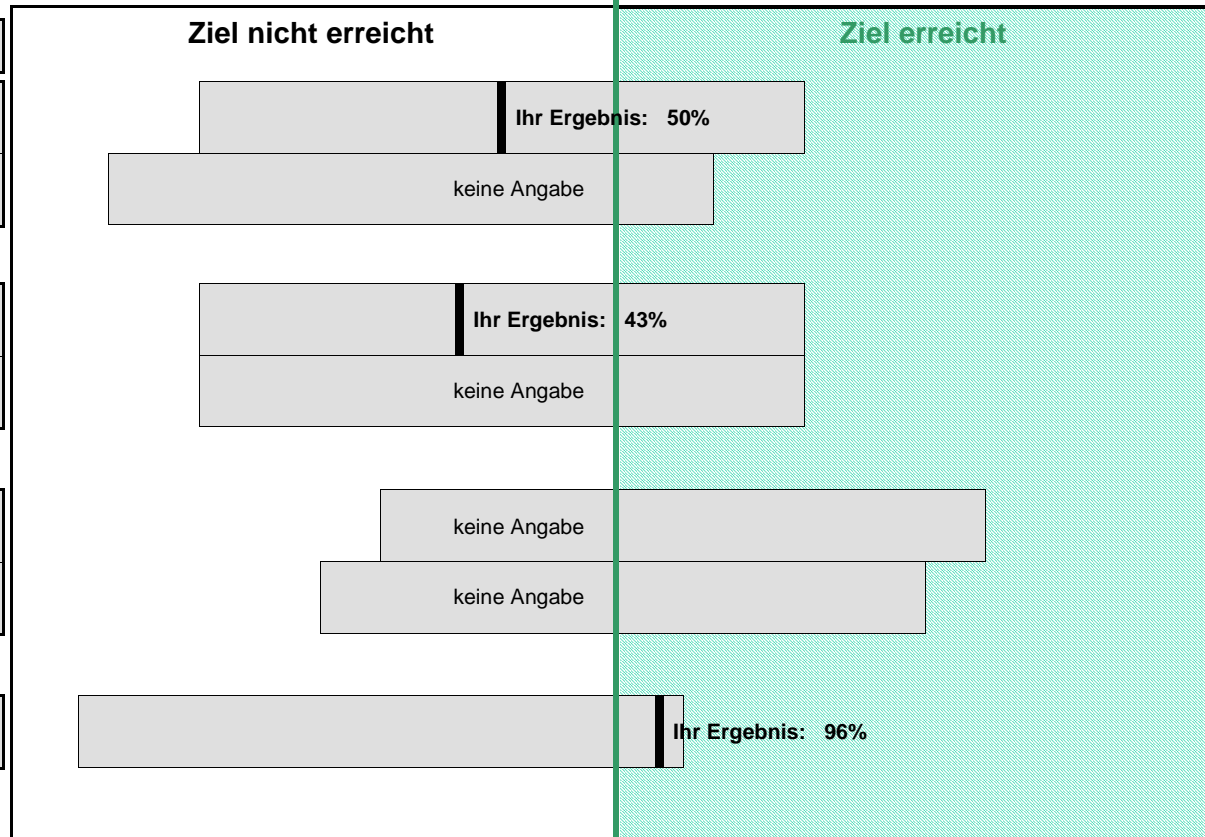 Ziel nicht erreicht
Ziel erreicht
Ihr Ergebnis: 50%
keine Angabe
Ihr Ergebnis: 43%
keine Angabe
keine Angabe
keine Angabe
Ihr Ergebnis: 96%